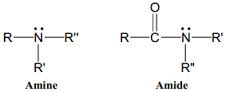 O
R—N—R" R—C—N—R'
R' R"
Amine Amide